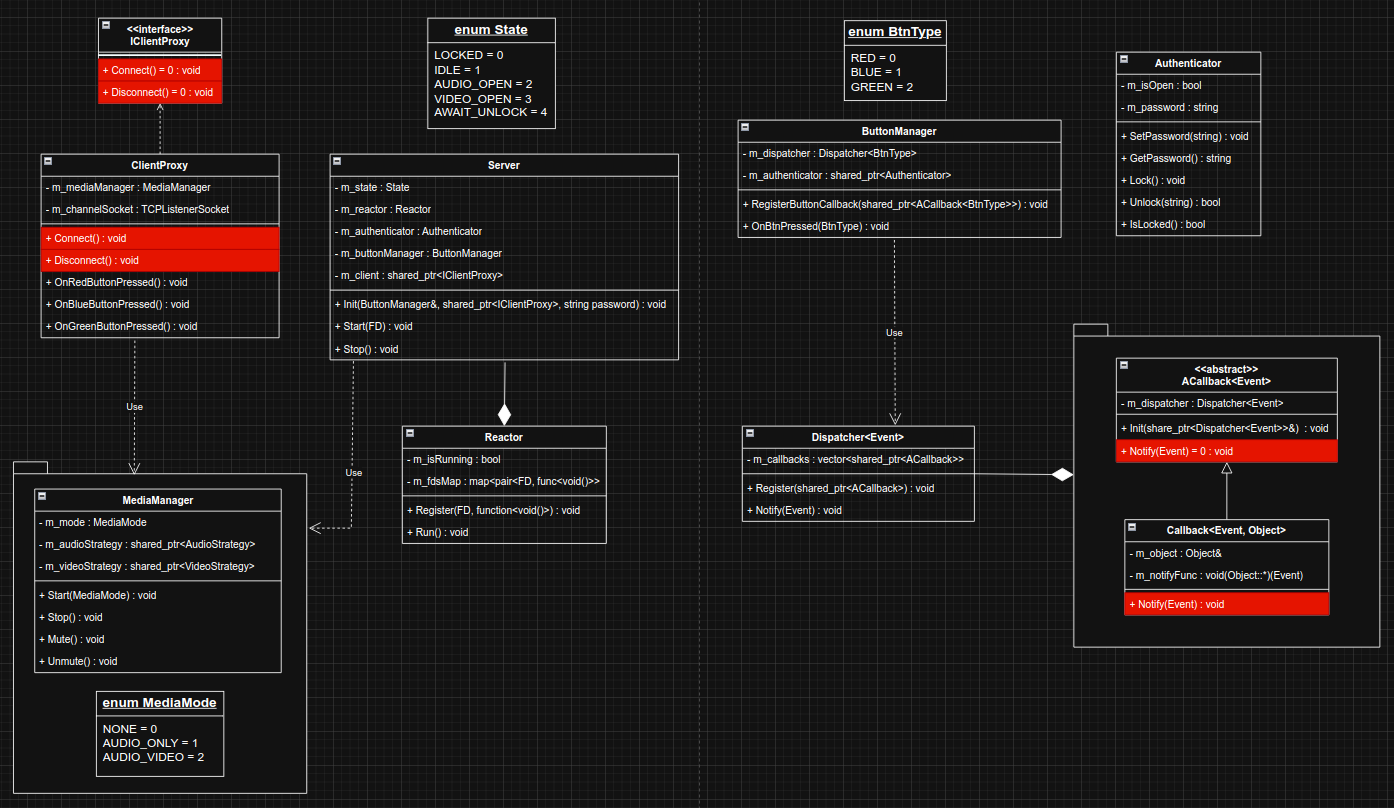 <<interface>>
IClientProxy
+ Connect() = 0 : void
+ Disconnect() = 0 : void
enum State
LOCKED = 0
IDLE = 1
AUDIO_OPEN = 2
VIDEO_OPEN = 3
AWAIT_UNLOCK = 4
enum BtnType
RED = 0
BLUE = 1
GREEN = 2
Authenticator
- m_isOpen : bool
- m_password : string
+ SetPassword(string) : void
+ GetPassword() : string
+ Lock() : void
+ Unlock(string) : bool
+ IsLocked() : bool
ClientProxy
- m_mediaManager : MediaManager
- m_channelSocket : TCPListenerSocket
+ Connect() : void
+ Disconnect() : void
+ OnRedButtonPressed() : void
+ OnBlueButtonPressed() : void
+ OnGreenButtonPressed() : void
Server
- m_state : State
- m_reactor : Reactor
- m_authenticator : Authenticator
- m_buttonManager : ButtonManager
- m_client : shared_ptr<IClientProxy>
+ Init(ButtonManager&, shared_ptr<IClientProxy>, string password) : void
+ Start(FD) : void
+ Stop() : void
ButtonManager
- m_dispatcher : Dispatcher<BtnType>
- m_authenticator : shared_ptr<Authenticator>
+ RegisterButtonCallback(shared_ptr<ACallback<BtnType>>) : void
+ OnBtnPressed(BtnType) : void
Use
Use
Use
Reactor
- m_isRunning : bool
- m_fdsMap : map<pair<FD, func<void()>>
+ Register(FD, function<void()>) : void
+ Run() : void
Dispatcher<Event>
- m_callbacks : vector<shared_ptr<ACallback>>
+ Register(shared_ptr<ACallback>) : void
+ Notify(Event) : void
<<abstract>>
ACallback<Event>
- m_dispatcher : Dispatcher<Event>
+ Init(share_ptr<Dispatcher<Event>>&) : void
+ Notify(Event) = 0 : void
Callback<Event, Object>
- m_object : Object&
- m_notifyFunc : void(Object::*)(Event)
+ Notify(Event) : void
MediaManager
- m_mode : MediaMode
- m_audioStrategy : shared_ptr<AudioStrategy>
- m_videoStrategy : shared_ptr<VideoStrategy>
+ Start(MediaMode) : void
+ Stop() : void
+ Mute() : void
+ Unmute() : void
enum MediaMode
NONE = 0
AUDIO_ONLY = 1
AUDIO_VIDEO = 2